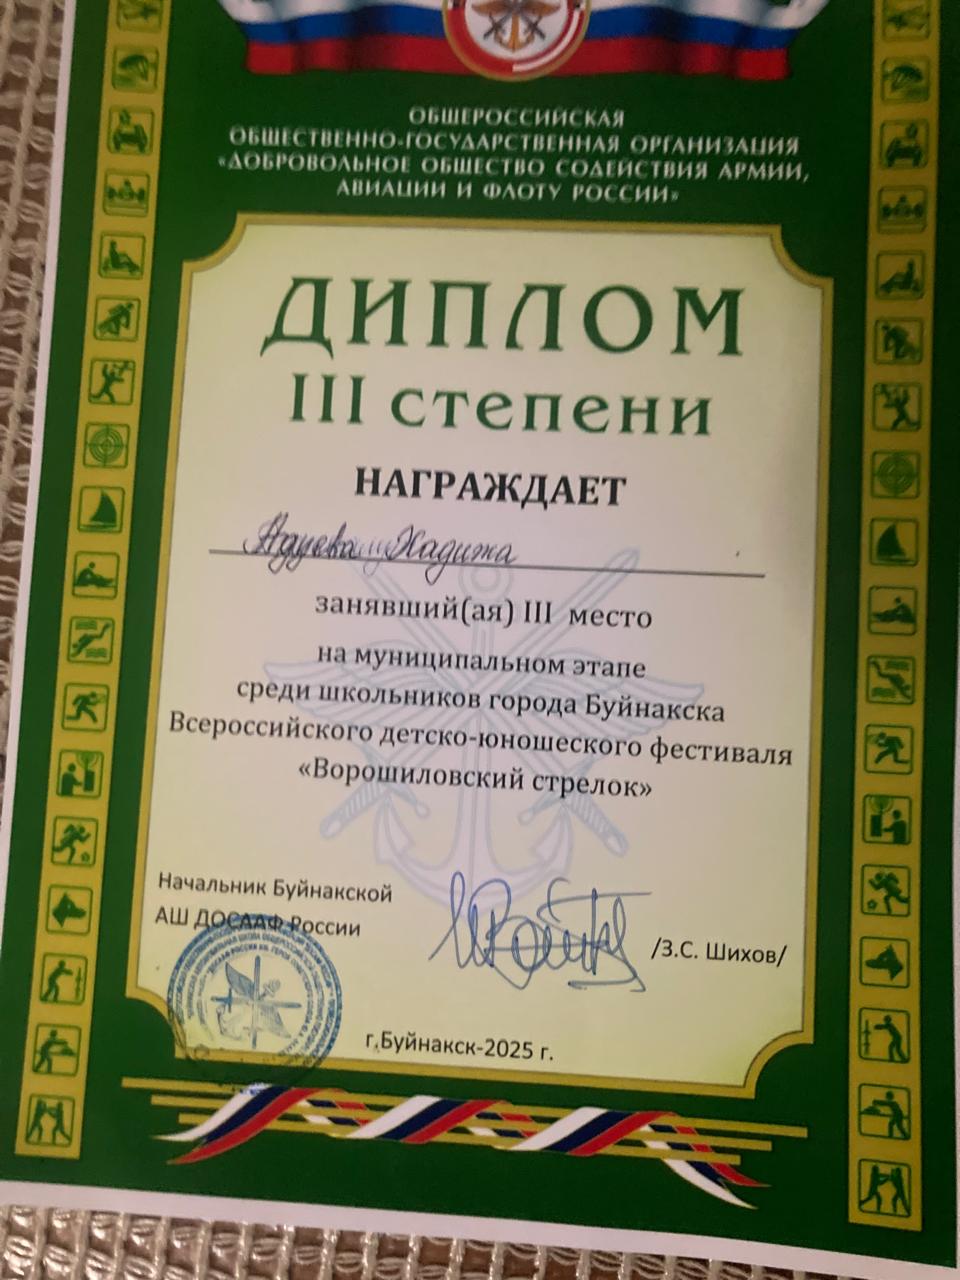 ОБЩЕРОССИЙСКАЯ
ОБЩЕСТВЕННО-ГОСУДАРСТВЕННАЯ ОРГАНИЗАЦИЯ
«ДОБРОВОЛЬНОЕ ОБЩЕСТВО СОДЕЙСТВИЯ АРМИИ,
АВИАЦИИ И ФЛОТУ РОССИИ»
ДИПЛОМ
III степени
НАГРАЖДАЕТ
Хадижа
занявший(ая) III место
на муниципальном этапе
среди школьников города Буйнакска
Всероссийского детско-юношеского фестиваля
«Ворошиловский стрелок»
Начальник Буйнакской
АШ ДОСААФ России
/З.С. Шихов/
г.Буйнакск-2025 г.